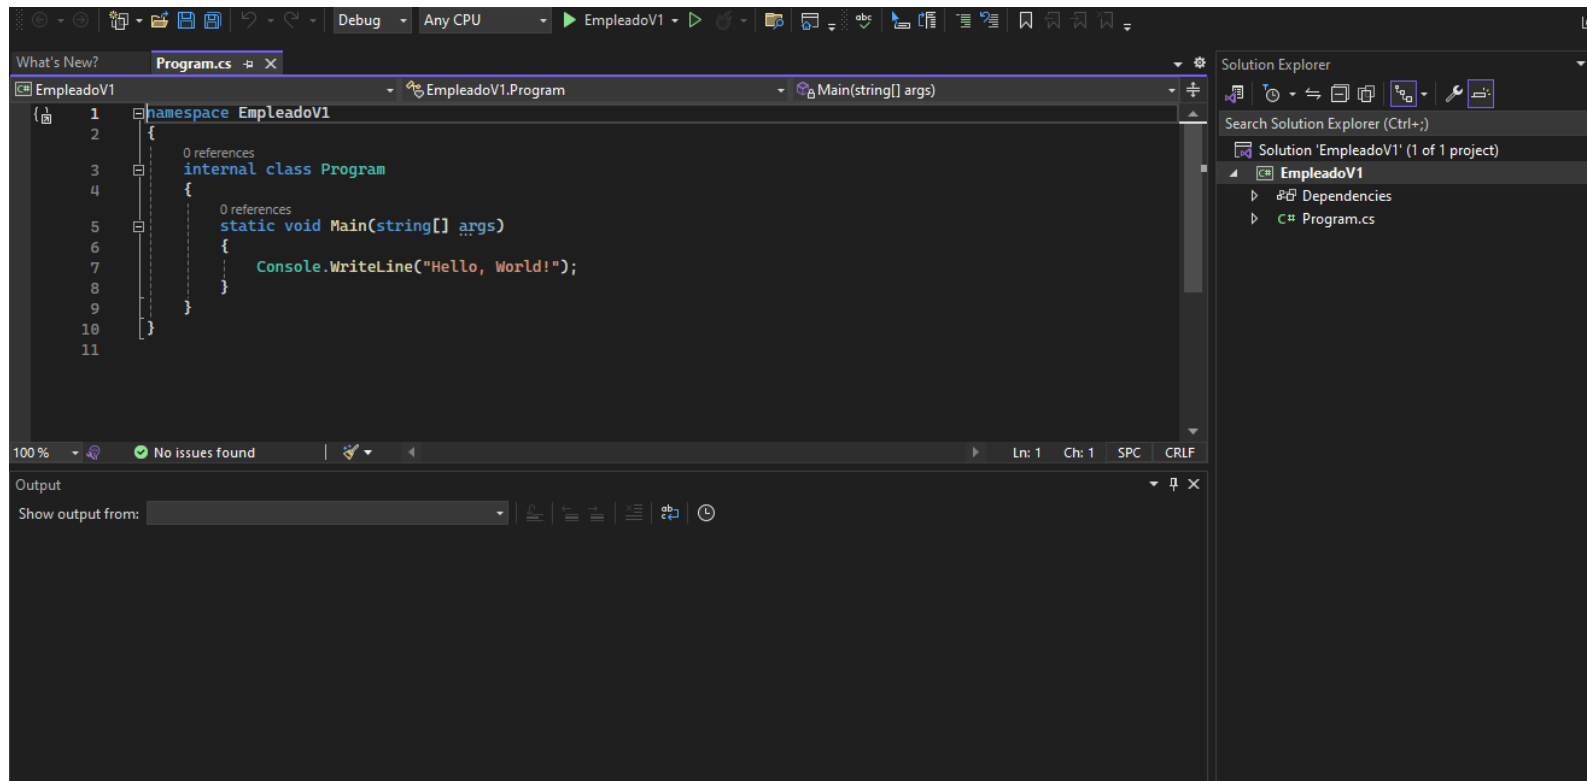 Debug Any CPU EmpleadoV1
What's New? Program.cs
EmpleadoV1 EmpleadoV1.Program Main(string[] args)
1 namespace EmpleadoV1
2 {
0 references
3 internal class Program
4 {
0 references
5 static void Main(string[] args)
6 {
7 Console.WriteLine("Hello, World!");
8 }
9 }
10 }
11
100 % No issues found Ln: 1 Ch: 1 SPC CRLF
Output
Show output from:
Solution Explorer
Search Solution Explorer (Ctrl+;)
Solution 'EmpleadoV1' (1 of 1 project)
C# EmpleadoV1
Dependencies
C# Program.cs